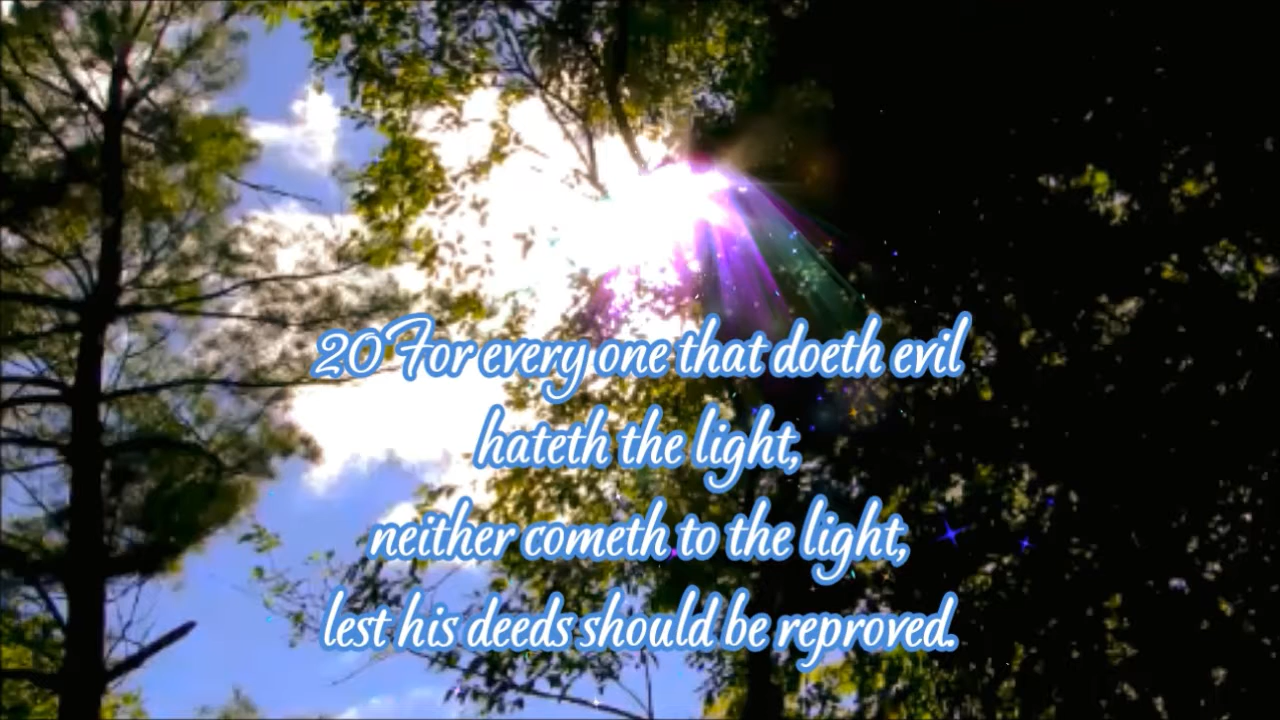 20 For every one that doeth evil
hateth the light,
neither cometh to the light,
lest his deeds should be reproved.